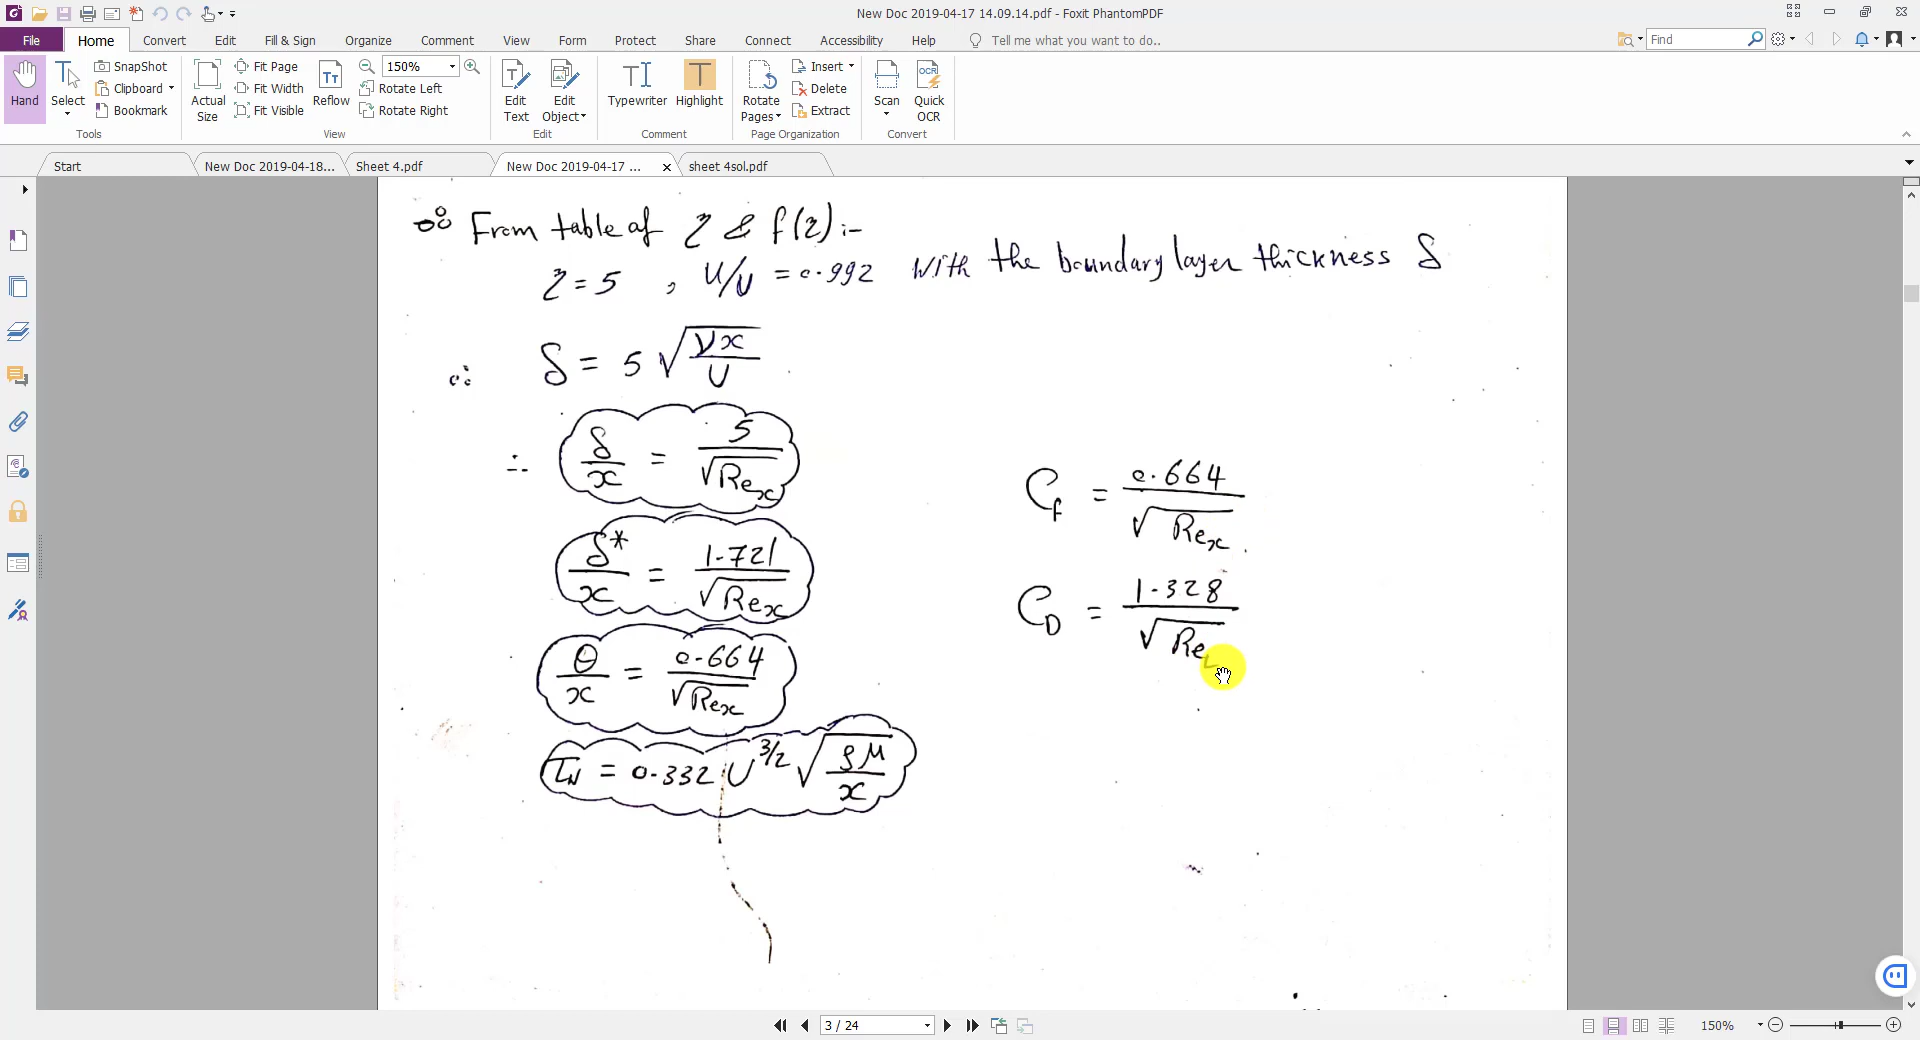 New Doc 2019-04-17 14.09.14.pdf - Foxit PhantomPDF
File Home Convert Edit Fill & Sign Organize Comment View Form Protect Share Connect Accessibility Help Tell me what you want to do.. Find
Hand
Select
SnapShot
Clipboard
Bookmark
Tools
Actual Size
Fit Page
Fit Width
Fit Visible
Reflow
150%
Rotate Left
Rotate Right
View
Edit Text
Edit Object
Edit
Typewriter
Highlight
Comment
Rotate Pages
Insert
Delete
Extract
Page Organization
Scan
Quick OCR
Convert
Start New Doc 2019-04-18... Sheet 4.pdf New Doc 2019-04-17 ... sheet 4sol.pdf
From table of η & f(η) :-
η = 5 , u/U = 0.992 with the boundary layer thickness δ
∴ δ = 5 √(νx/U)
∴ δ/x = 5/√Rex
δ*/x = 1.721/√Rex
θ/x = 0.664/√Rex
τw = 0.332 U^3/2 √(ρμ/x)
Cf = 0.664/√Rex
CD = 1.328/√ReL
3 / 24
150%